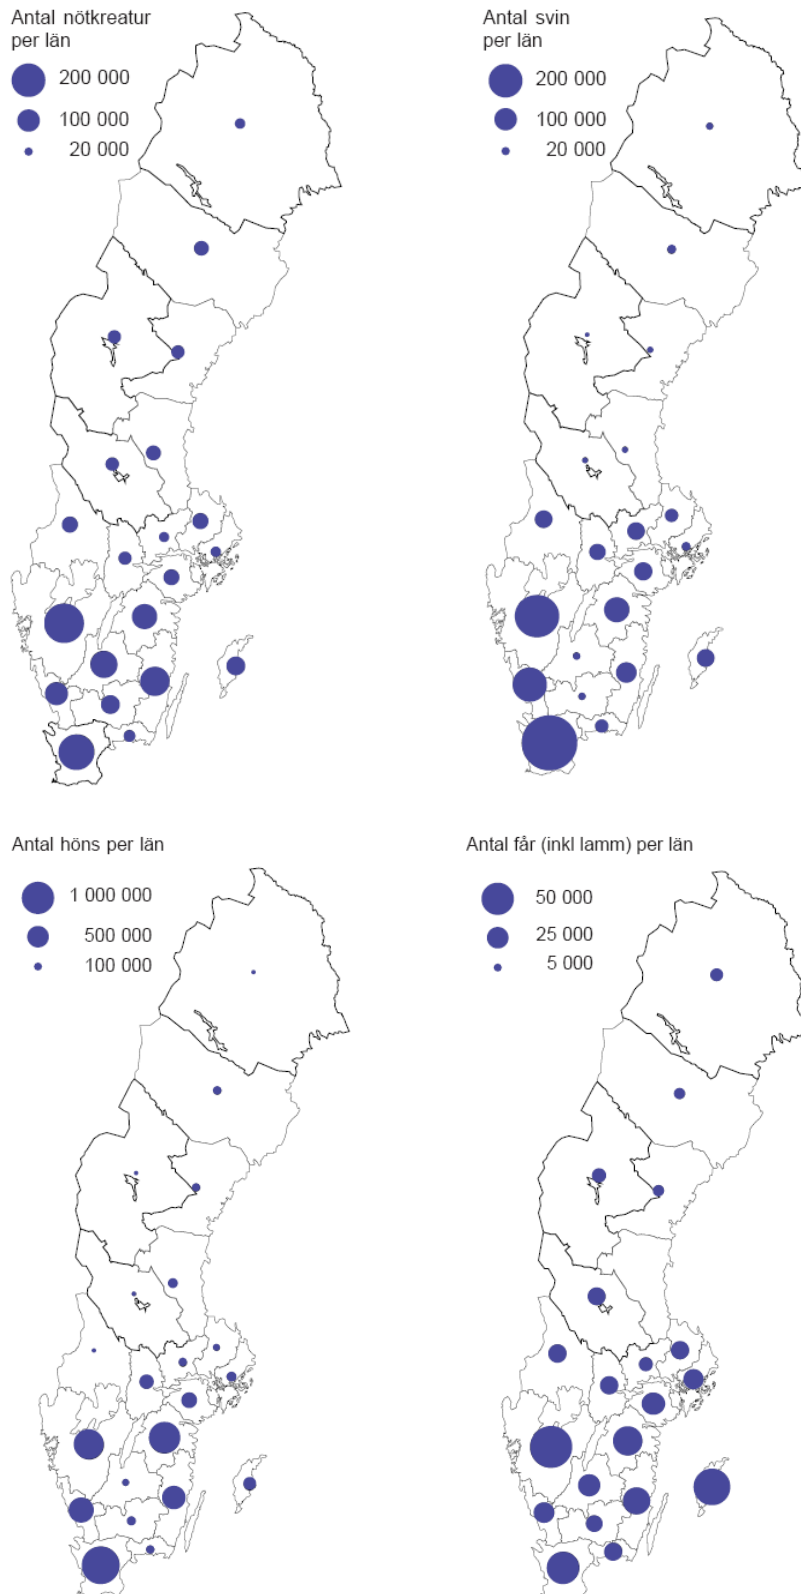 Antal nötkreatur
per län
200 000
100 000
20 000
Antal svin
per län
200 000
100 000
20 000
Antal höns per län
1 000 000
500 000
100 000
Antal får (inkl lamm) per län
50 000
25 000
5 000